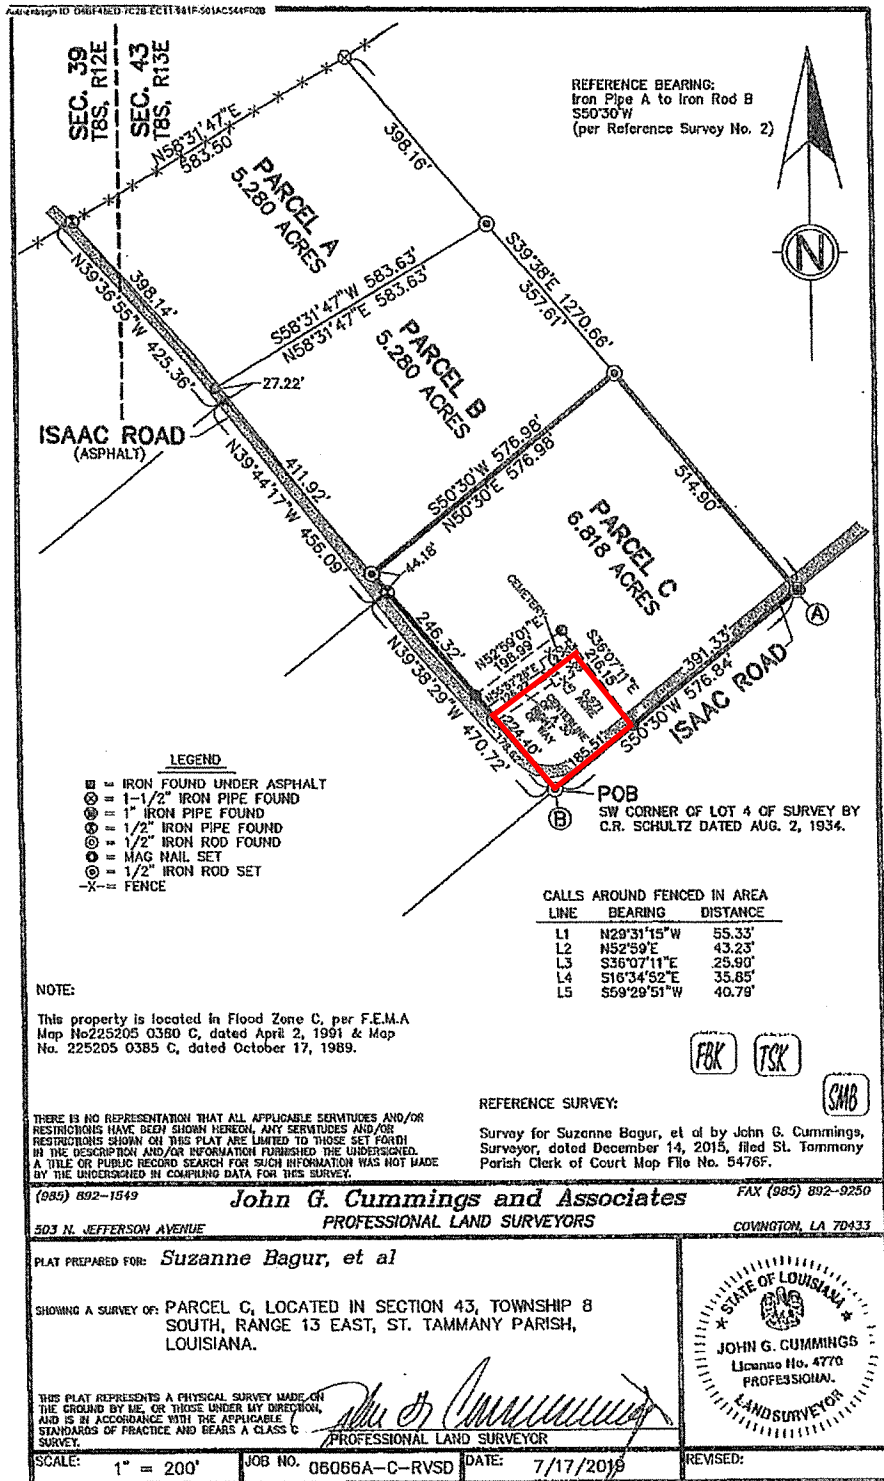 Authentisign ID: D6BF48ED-7C2B-EC11-981F-501AC544FD2B
SEC. 39
T8S, R12E
SEC. 43
T8S, R13E
REFERENCE BEARING:
Iron Pipe A to Iron Rod B
S50°30'W
(per Reference Survey No. 2)
N
N58°31'47"E
583.50'
398.16'
PARCEL A
5.280 ACRES
S39°38'E 1270.66'
357.61'
398.14'
N39°36'55"W 425.36'
S58°31'47"W 583.63'
N58°31'47"E 583.63'
27.22'
ISAAC ROAD
(ASPHALT)
PARCEL B
5.280 ACRES
411.92'
N39°44'17"W 456.09'
S50°30'W 576.98'
N50°30'E 576.98'
514.90'
PARCEL C
6.818 ACRES
44.18'
CEMETERY
246.32'
N52°59'01"E
198.99'
S36°07'11"E
216.15'
N39°38'29"W 470.72'
224.40'
178.62'
0.921
ACRE
185.51'
391.33'
S50°30'W 576.84'
ISAAC ROAD
A
POB
B
SW CORNER OF LOT 4 OF SURVEY BY
C.R. SCHULTZ DATED AUG. 2, 1934.
LEGEND
= IRON FOUND UNDER ASPHALT
= 1-1/2" IRON PIPE FOUND
= 1" IRON PIPE FOUND
= 1/2" IRON PIPE FOUND
= 1/2" IRON ROD FOUND
= MAG NAIL SET
= 1/2" IRON ROD SET
-X-= FENCE
CALLS AROUND FENCED IN AREA
LINE BEARING DISTANCE
L1 N29°31'15"W 55.33'
L2 N52°59'E 43.23'
L3 S36°07'11"E 25.90'
L4 S16°34'52"E 35.85'
L5 S59°29'51"W 40.79'
NOTE:
This property is located in Flood Zone C, per F.E.M.A
Map No225205 0380 C, dated April 2, 1991 & Map
No. 225205 0385 C, dated October 17, 1989.
FBK TSK
SMB
THERE IS NO REPRESENTATION THAT ALL APPLICABLE SERVITUDES AND/OR
RESTRICTIONS HAVE BEEN SHOWN HEREON. ANY SERVITUDES AND/OR
RESTRICTIONS SHOWN ON THIS PLAT ARE LIMITED TO THOSE SET FORTH
IN THE DESCRIPTION AND/OR INFORMATION FURNISHED THE UNDERSIGNED.
A TITLE OR PUBLIC RECORD SEARCH FOR SUCH INFORMATION WAS NOT MADE
BY THE UNDERSIGNED IN COMPILING DATA FOR THIS SURVEY.
REFERENCE SURVEY:
Survey for Suzanne Bagur, et al by John G. Cummings,
Surveyor, dated December 14, 2015, filed St. Tammany
Parish Clerk of Court Map File No. 5476F.
(985) 892-1549
John G. Cummings and Associates
FAX (985) 892-9250
503 N. JEFFERSON AVENUE
PROFESSIONAL LAND SURVEYORS
COVINGTON, LA 70433
PLAT PREPARED FOR: Suzanne Bagur, et al
SHOWING A SURVEY OF: PARCEL C, LOCATED IN SECTION 43, TOWNSHIP 8
SOUTH, RANGE 13 EAST, ST. TAMMANY PARISH,
LOUISIANA.
STATE OF LOUISIANA
JOHN G. CUMMINGS
License No. 4770
PROFESSIONAL
LAND SURVEYOR
THIS PLAT REPRESENTS A PHYSICAL SURVEY MADE ON
THE GROUND BY ME, OR THOSE UNDER MY DIRECTION,
AND IS IN ACCORDANCE WITH THE APPLICABLE
STANDARDS OF PRACTICE AND BEARS A CLASS C
SURVEY.
John G. Cummings
PROFESSIONAL LAND SURVEYOR
SCALE: 1" = 200'
JOB NO. 06066A-C-RVSD
DATE: 7/17/2019
REVISED: